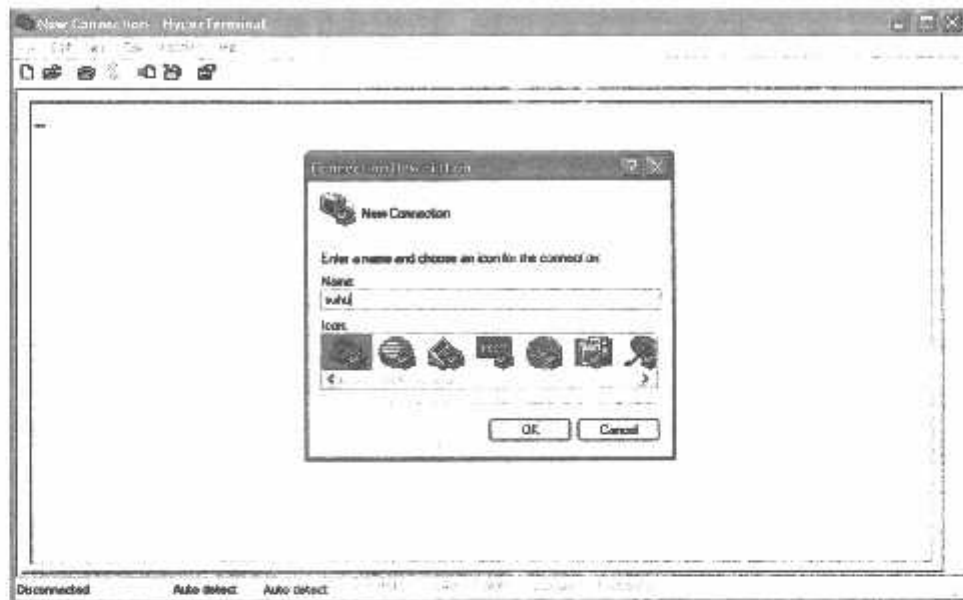 New Connection - HyperTerminal
Connection Description
New Connection
Enter a name and choose an icon for the connection:
Name:
suhu
Icon:
OK
Cancel
Disconnected
Auto detect
Auto detect